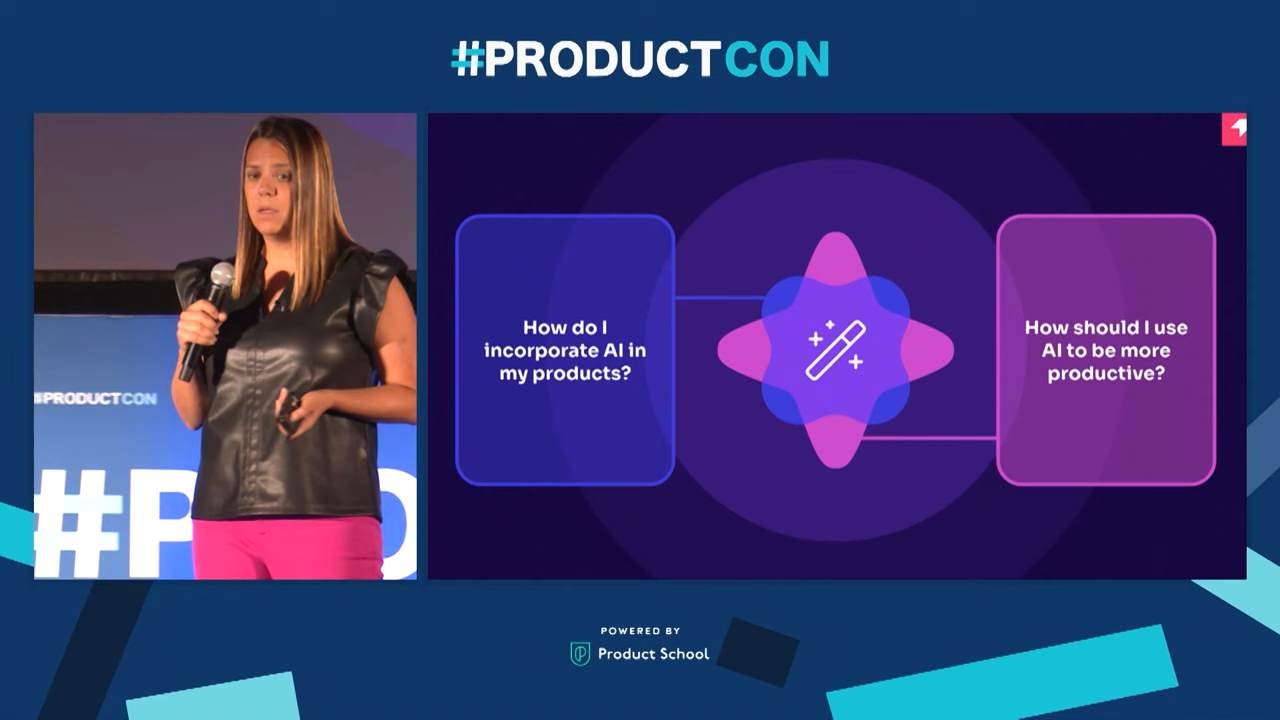 #PRODUCTCON
#PRODUCTCON
#P
How do I
incorporate AI in
my products?
How should I use
AI to be more
productive?
POWERED BY
Product School